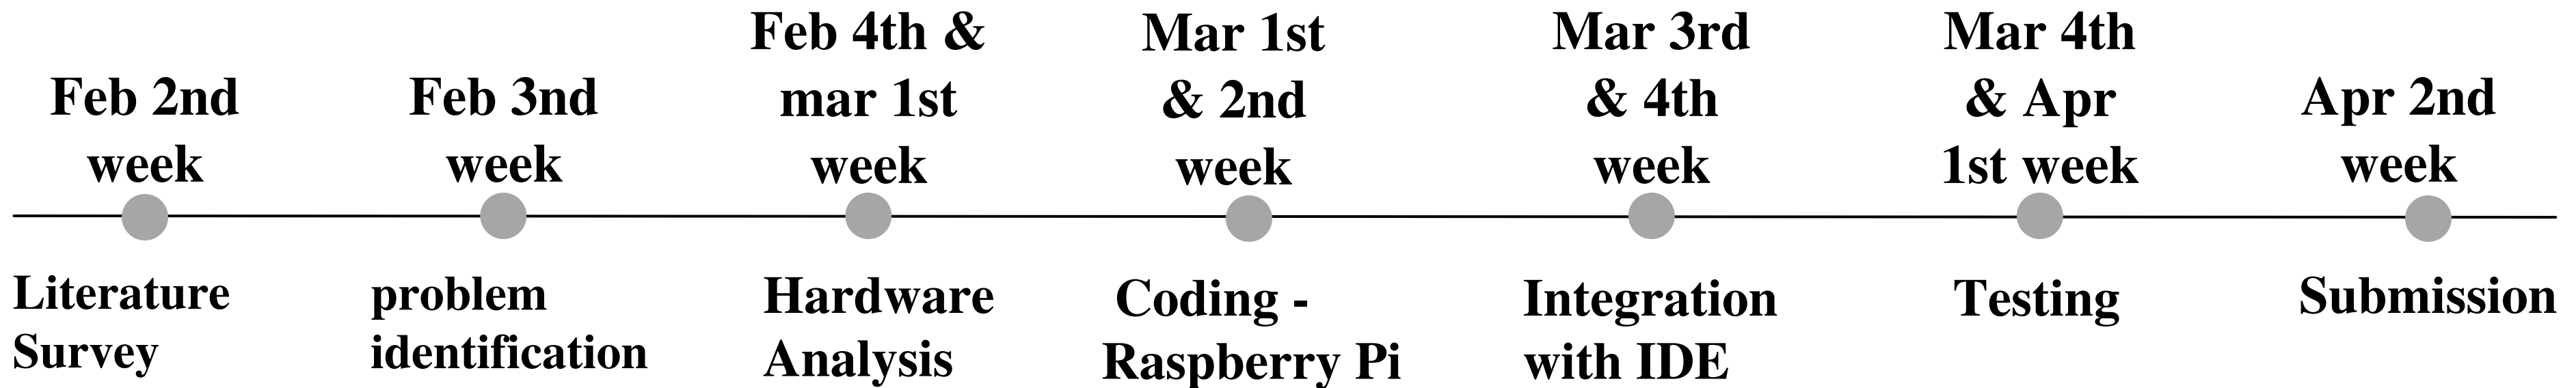 Feb 2nd
week
Feb 3nd
week
Feb 4th &
mar 1st
week
Mar 1st
& 2nd
week
Mar 3rd
& 4th
week
Mar 4th
& Apr
1st week
Apr 2nd
week
Literature
Survey
problem
identification
Hardware
Analysis
Coding -
Raspberry Pi
Integration
with IDE
Testing
Submission